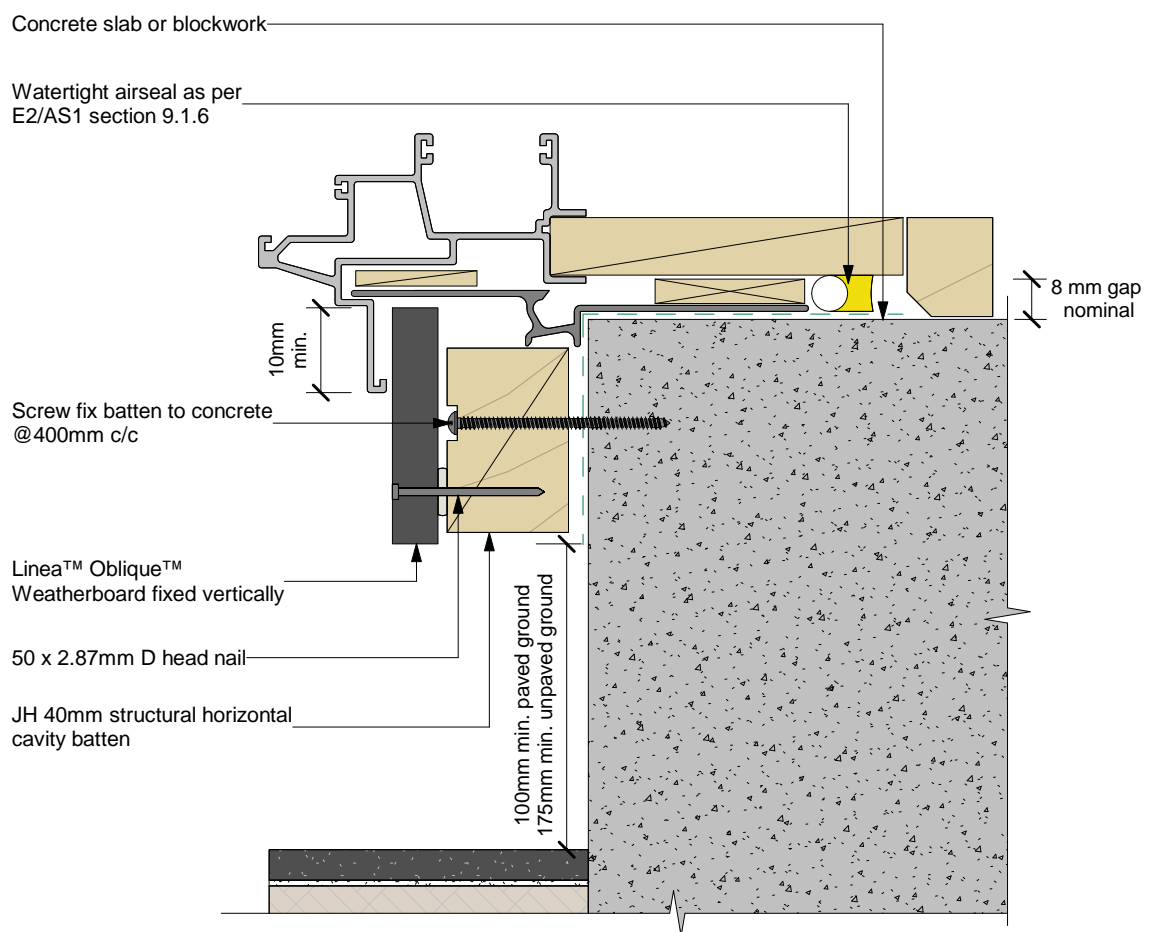 Concrete slab or blockwork
Watertight airseal as per
E2/AS1 section 9.1.6
8 mm gap
nominal
10mm
min.
Screw fix batten to concrete
@400mm c/c
Linea™ Oblique™
Weatherboard fixed vertically
50 x 2.87mm D head nail
JH 40mm structural horizontal
cavity batten
100mm min. paved ground
175mm min. unpaved ground